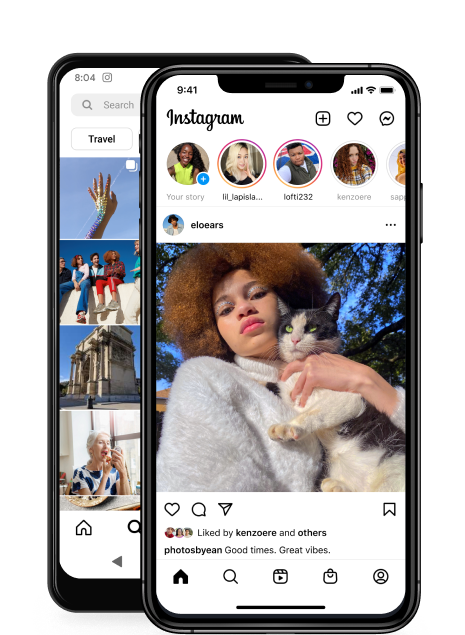 8:04
Search
Travel
9:41
Instagram
Your story
lil_lapisla...
lofti232
kenzoere
sapp
eloears
Liked by kenzoere and others
photosbyean Good times. Great vibes.